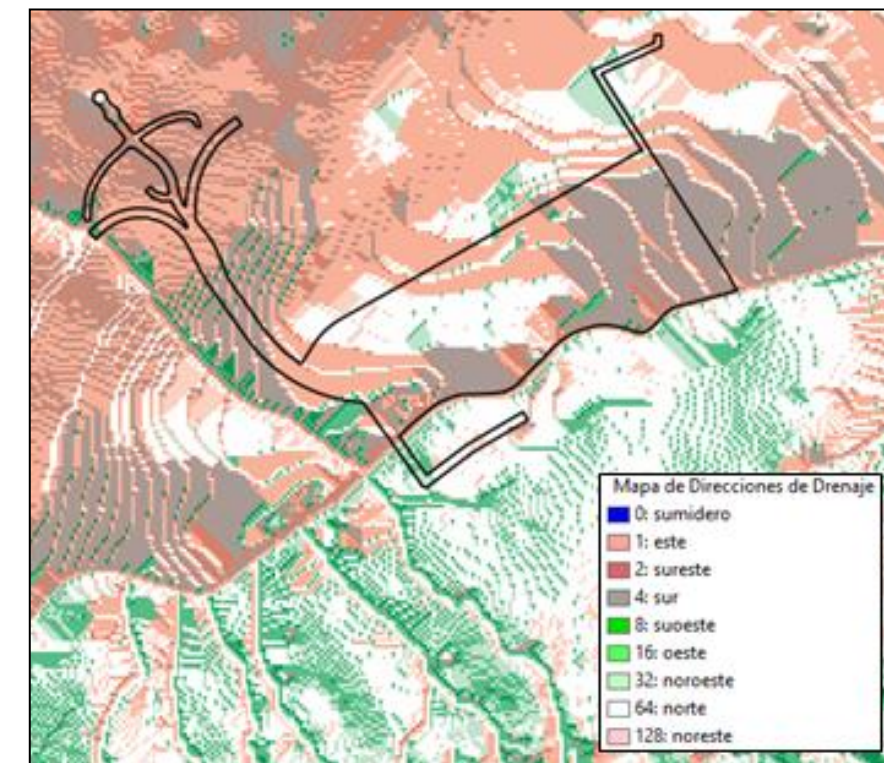 Mapa de Direcciones de Drenaje
0: sumidero
1: este
2: sureste
4: sur
8: suoeste
16: oeste
32: noroeste
64: norte
128: noreste